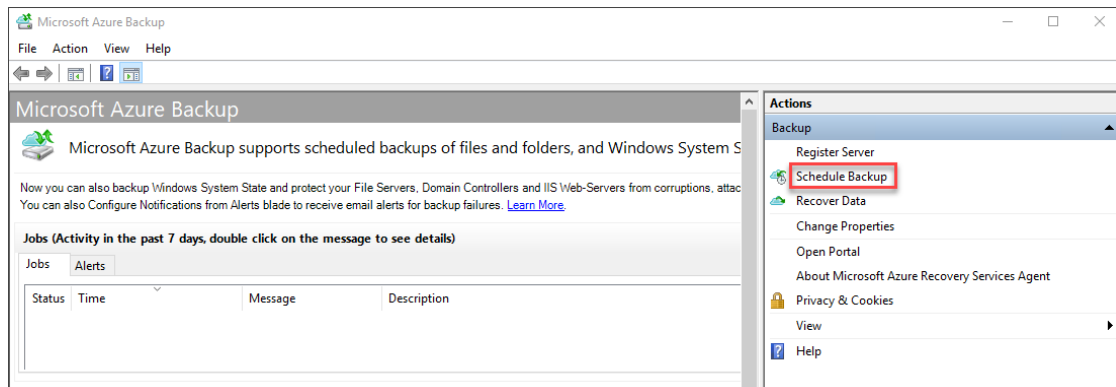 Microsoft Azure Backup
File Action View Help
Microsoft Azure Backup
Microsoft Azure Backup supports scheduled backups of files and folders, and Windows System S
Now you can also backup Windows System State and protect your File Servers, Domain Controllers and IIS Web-Servers from corruptions, attac
You can also Configure Notifications from Alerts blade to receive email alerts for backup failures. Learn More.
Jobs (Activity in the past 7 days, double click on the message to see details)
Jobs Alerts
Status Time Message Description
Actions
Backup
Register Server
Schedule Backup
Recover Data
Change Properties
Open Portal
About Microsoft Azure Recovery Services Agent
Privacy & Cookies
View
Help